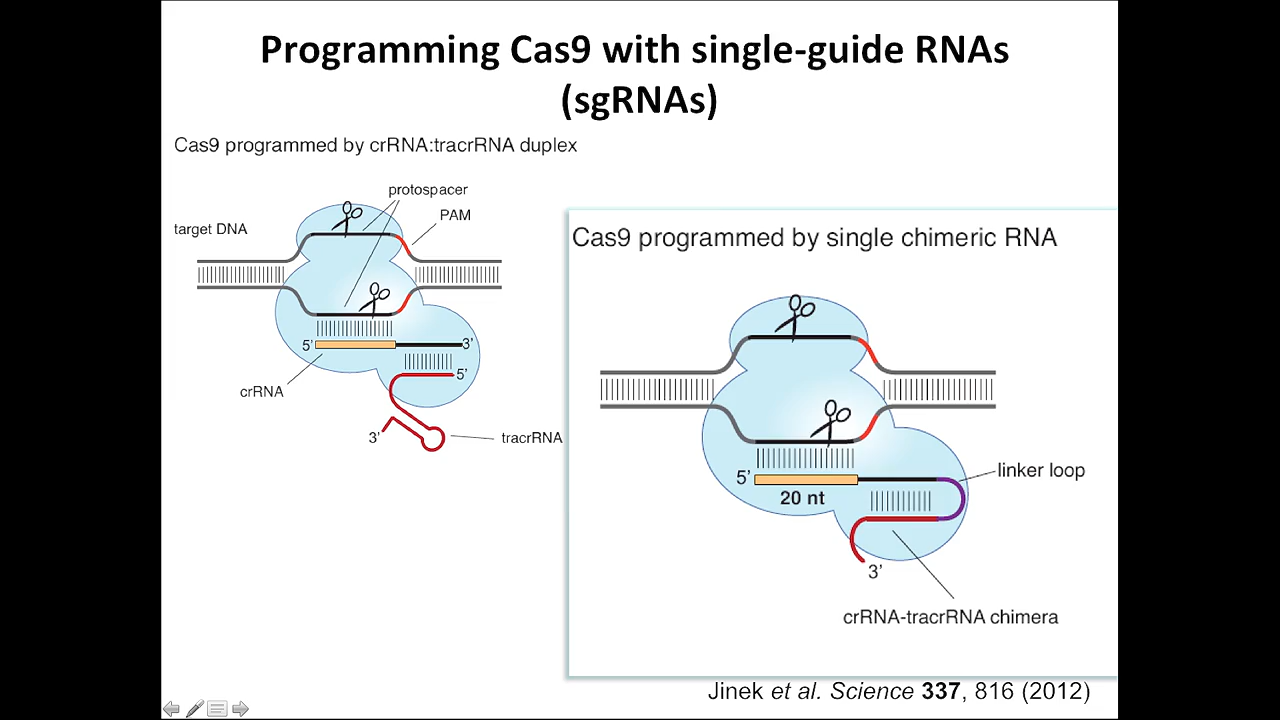 Programming Cas9 with single-guide RNAs
(sgRNAs)
Cas9 programmed by crRNA:tracrRNA duplex
protospacer
PAM
target DNA
5’
3’
5’
crRNA
3’
tracrRNA
Cas9 programmed by single chimeric RNA
linker loop
5’
20 nt
3’
crRNA-tracrRNA chimera
Jinek et al. Science 337, 816 (2012)